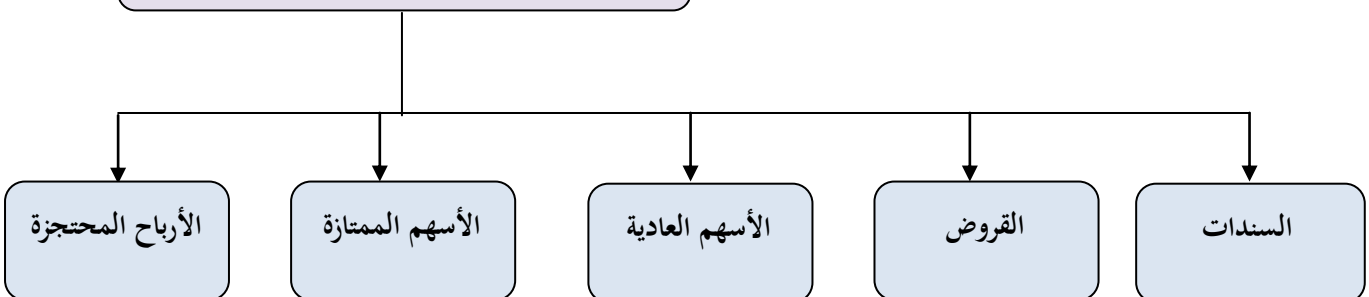 السندات
القروض
الأسهم العادية
الأسهم الممتازة
الأرباح المحتجزة